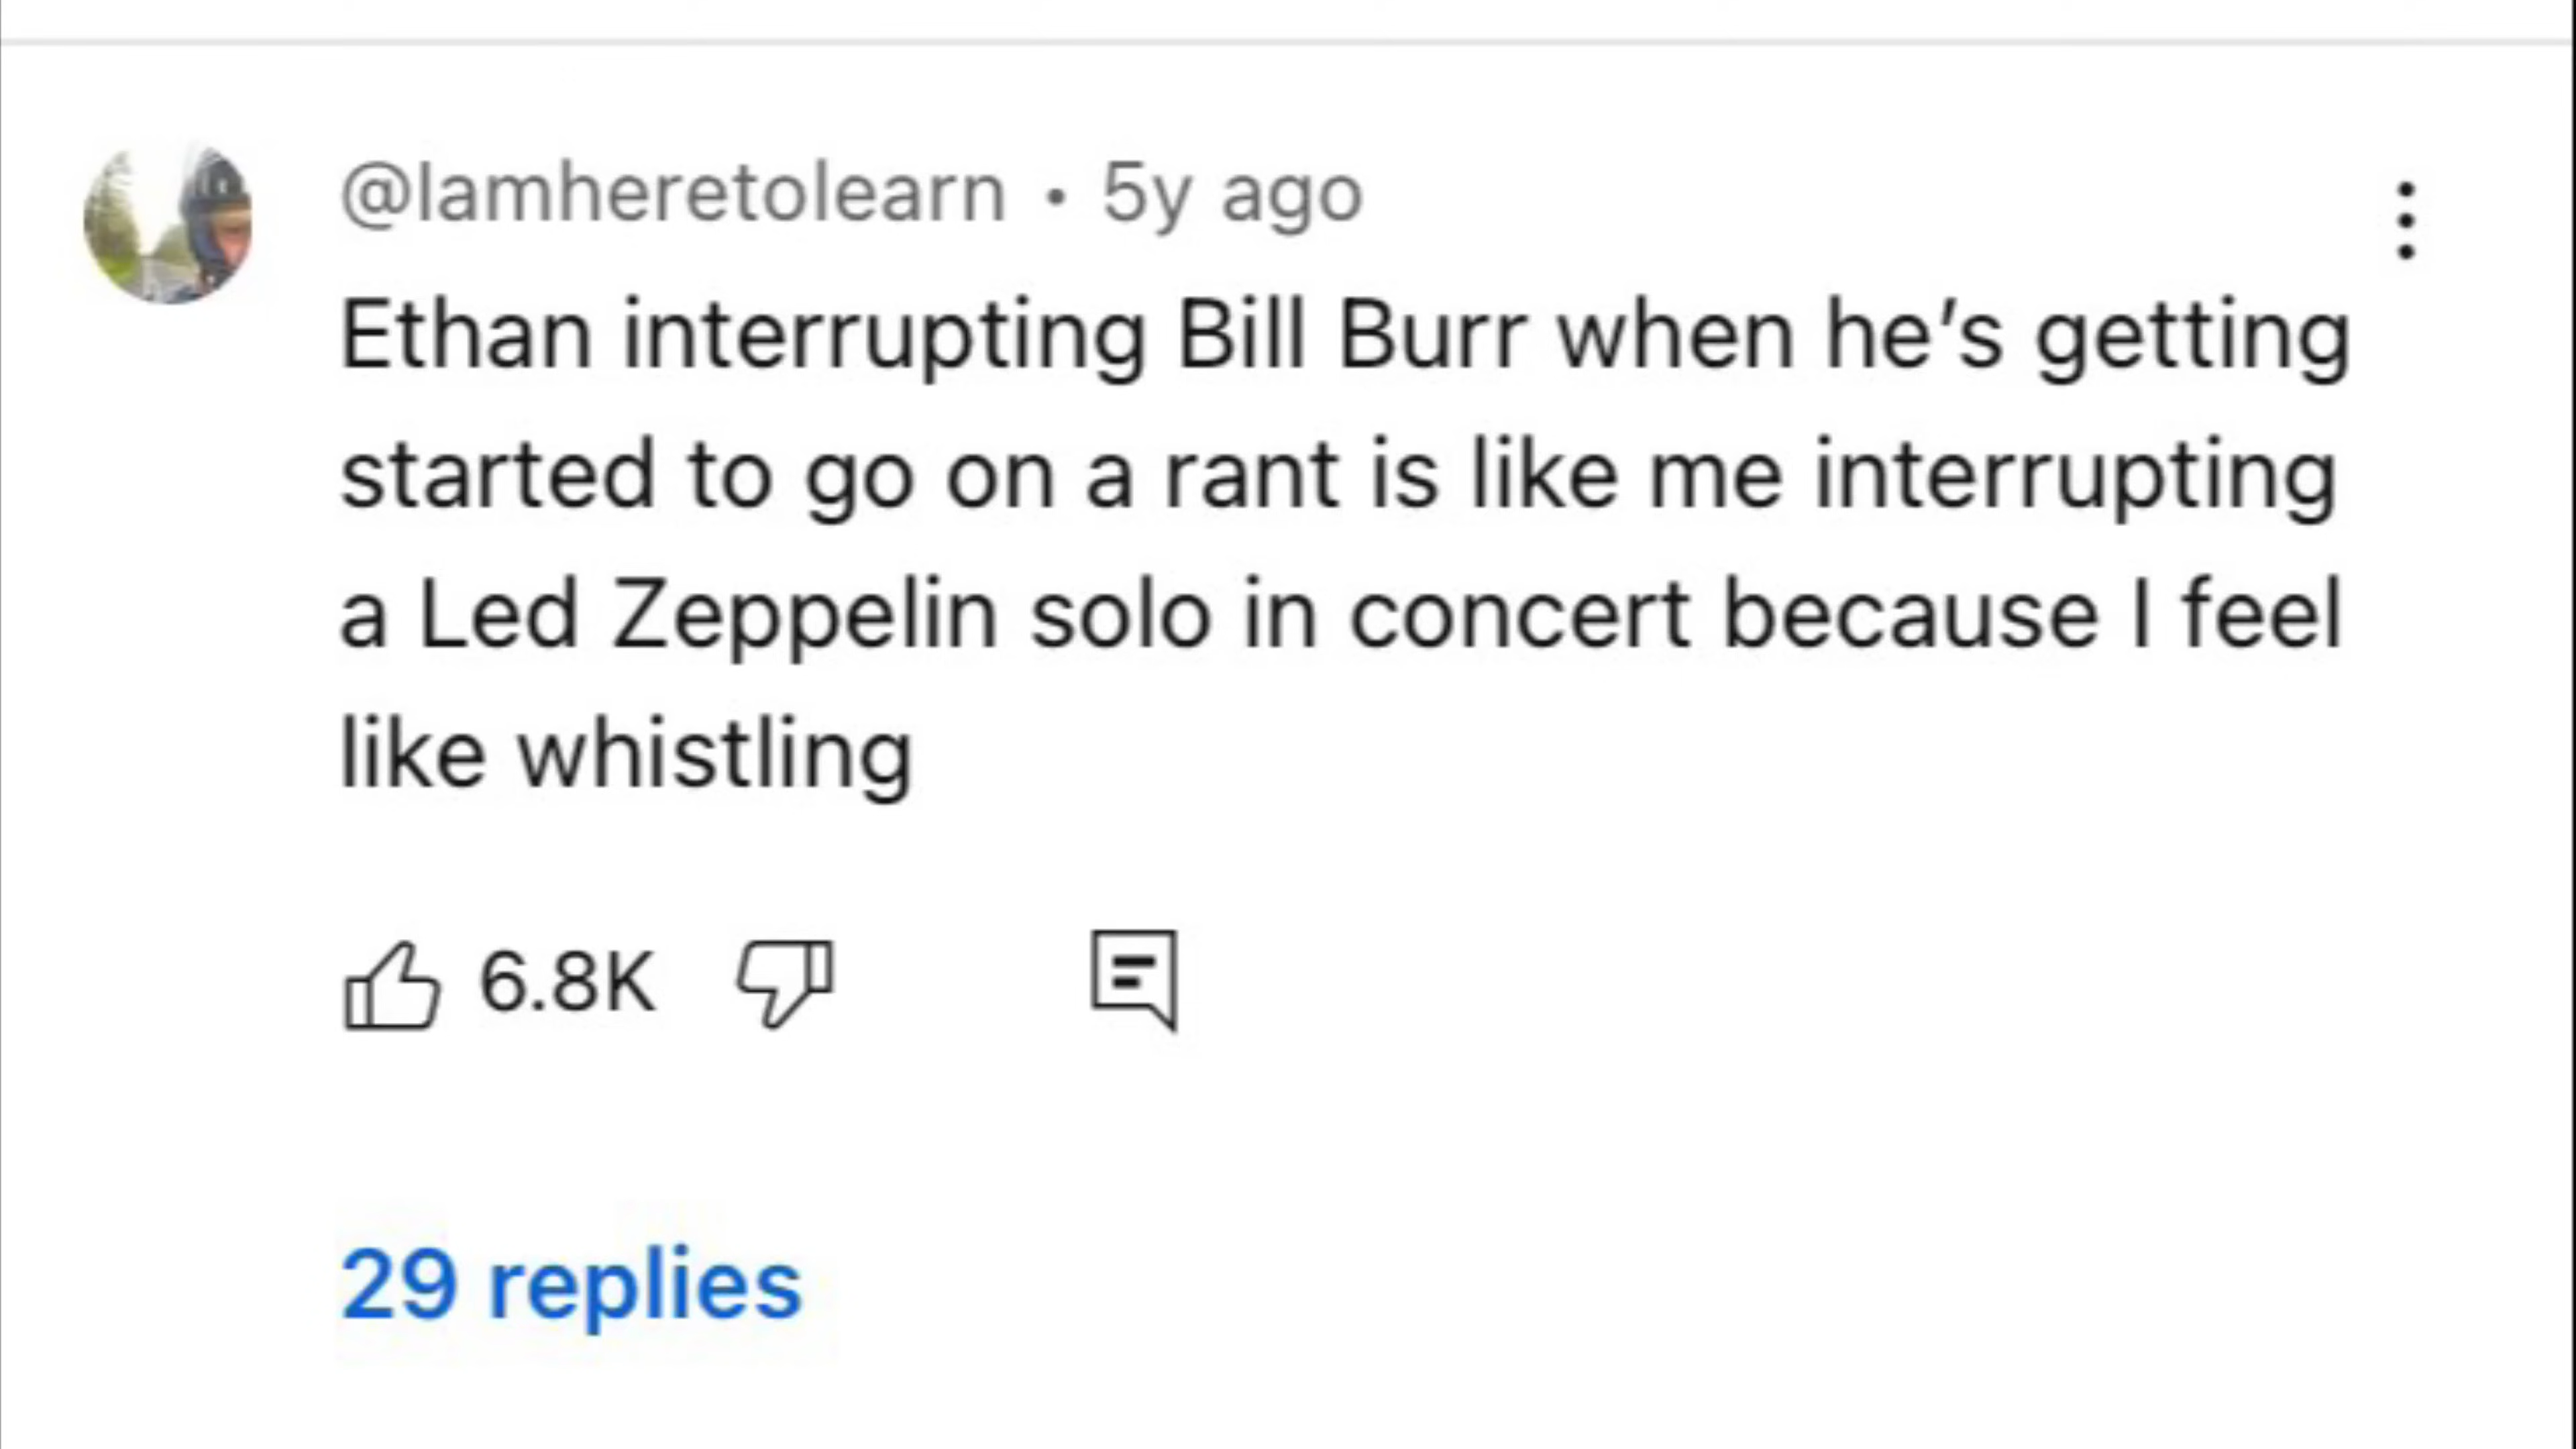 @Iamheretolearn • 5y ago
Ethan interrupting Bill Burr when he’s getting
started to go on a rant is like me interrupting
a Led Zeppelin solo in concert because I feel
like whistling
6.8K
29 replies